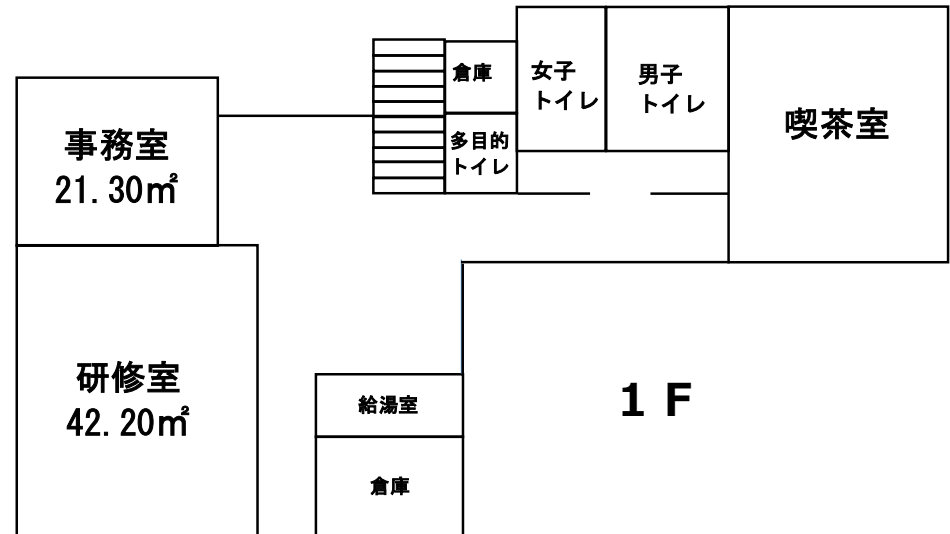 倉庫
女子
トイレ
男子
トイレ
喫茶室
事務室
21.30㎡
多目的
トイレ
研修室
42.20㎡
給湯室
1F
倉庫